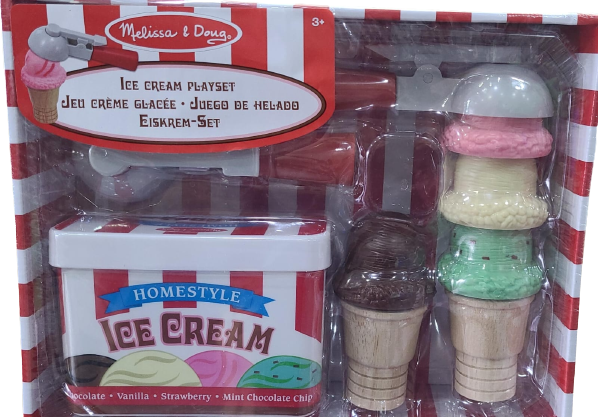 Melissa & Doug
3+
ICE CREAM PLAYSET
JEU CRÈME GLACÉE • JUEGO DE HELADO
EISKREM-SET
HOMESTYLE
ICE CREAM
ocolate • Vanilla • Strawberry • Mint Chocolate Chip